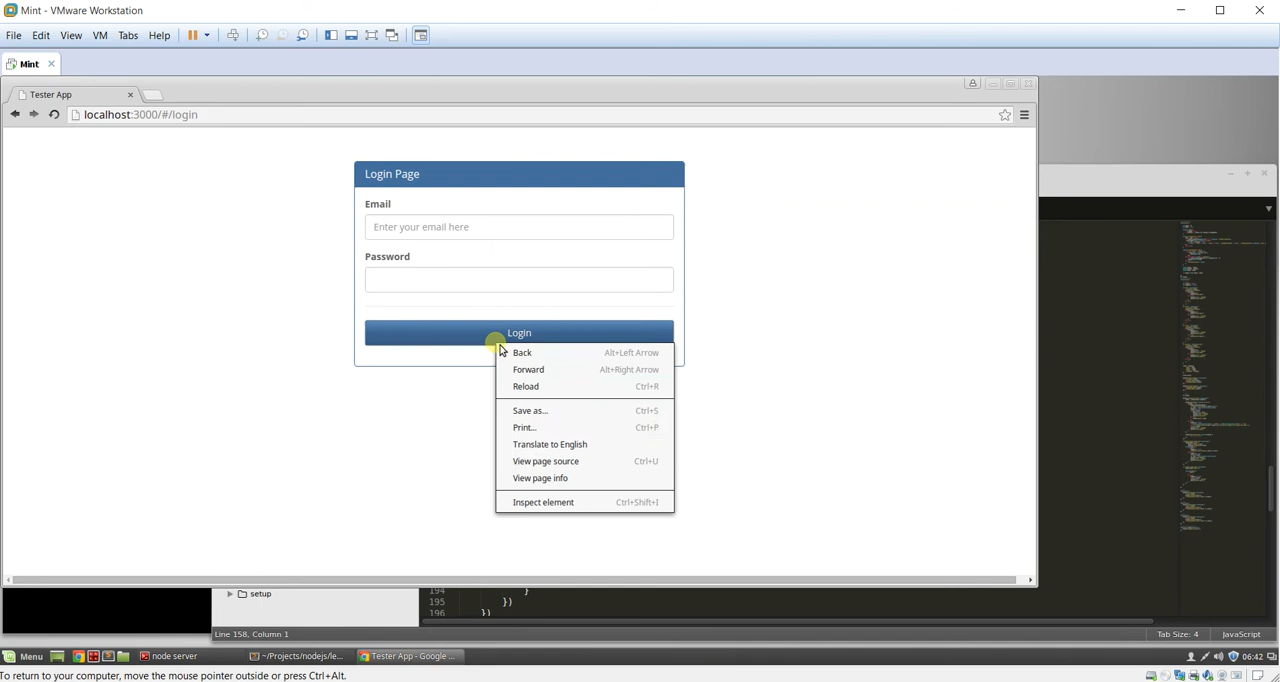 Mint - VMware Workstation
File Edit View VM Tabs Help
Mint
Tester App
localhost:3000/#/login
Login Page
Email
Enter your email here
Password
Login
Back Alt+Left Arrow
Forward Alt+Right Arrow
Reload Ctrl+R
Save as... Ctrl+S
Print... Ctrl+P
Translate to English
View page source Ctrl+U
View page info
Inspect element Ctrl+Shift+I
setup
194 }
195 })
196 })
Line 158, Column 1 Tab Size: 4 JavaScript
Menu node server ~/Projects/nodejs/le... Tester App - Google ... 06:42
To return to your computer, move the mouse pointer outside or press Ctrl+Alt.